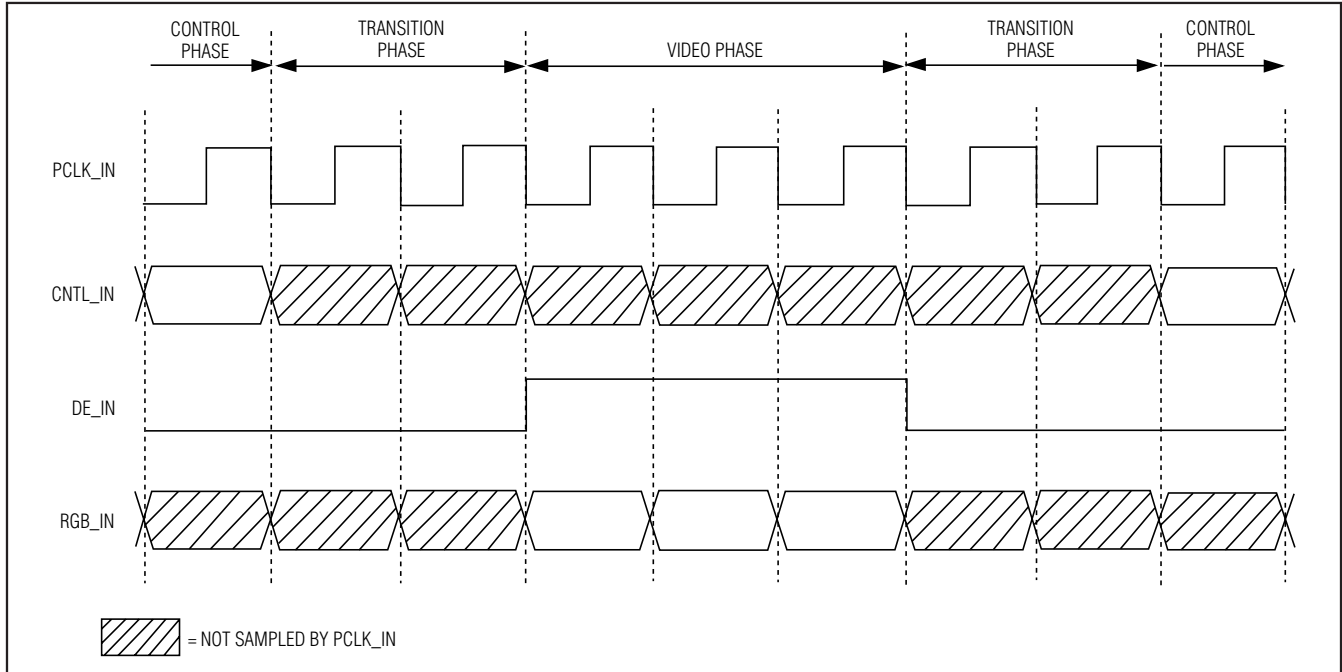 CONTROL
PHASE
TRANSITION
PHASE
VIDEO PHASE
TRANSITION
PHASE
CONTROL
PHASE
PCLK_IN
CNTL_IN
DE_IN
RGB_IN
= NOT SAMPLED BY PCLK_IN